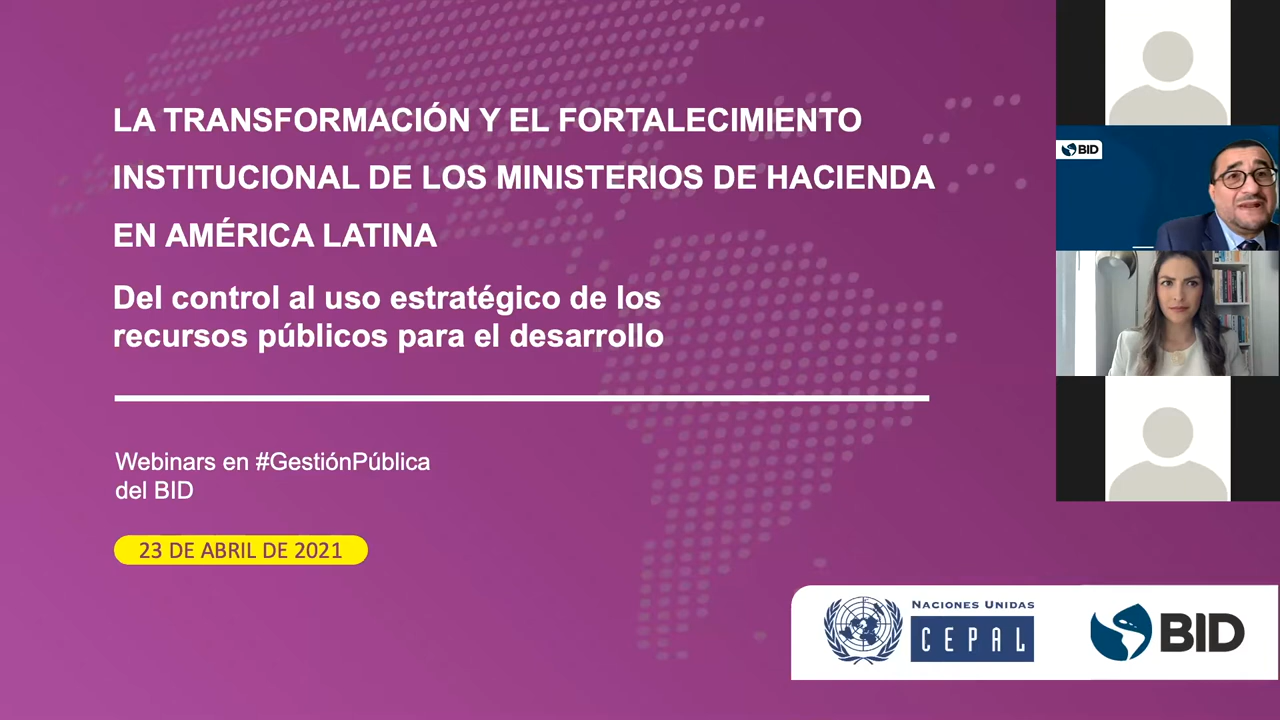 LA TRANSFORMACIÓN Y EL FORTALECIMIENTO
INSTITUCIONAL DE LOS MINISTERIOS DE HACIENDA
EN AMÉRICA LATINA
Del control al uso estratégico de los
recursos públicos para el desarrollo
Webinars en #GestiónPública
del BID
23 DE ABRIL DE 2021
NACIONES UNIDAS
CEPAL
BID
BID